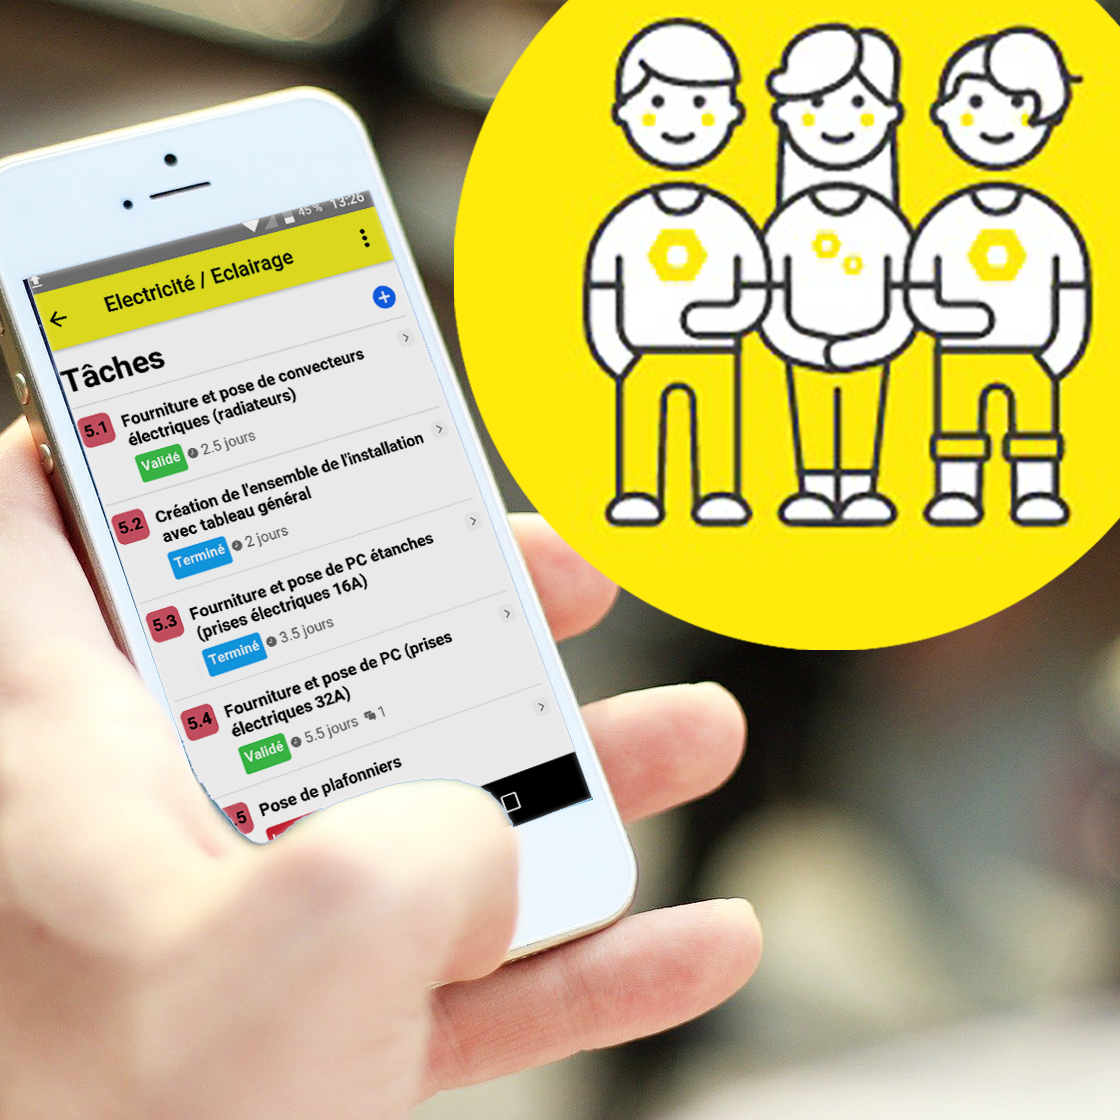 45 % 13:26
Electricité / Eclairage
Tâches
5.1 Fourniture et pose de convecteurs
électriques (radiateurs)
Validé 2.5 jours
5.2 Création de l'ensemble de l'installation
avec tableau général
Terminé 2 jours
5.3 Fourniture et pose de PC étanches
(prises électriques 16A)
Terminé 3.5 jours
5.4 Fourniture et pose de PC (prises
électriques 32A)
Validé 5.5 jours 1
.5 Pose de plafonniers